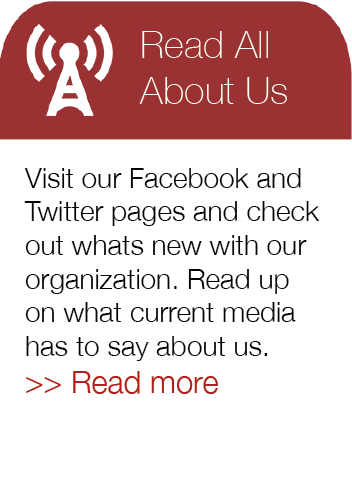 Read All
About Us
Visit our Facebook and
Twitter pages and check
out whats new with our
organization. Read up
on what current media
has to say about us.
>> Read more